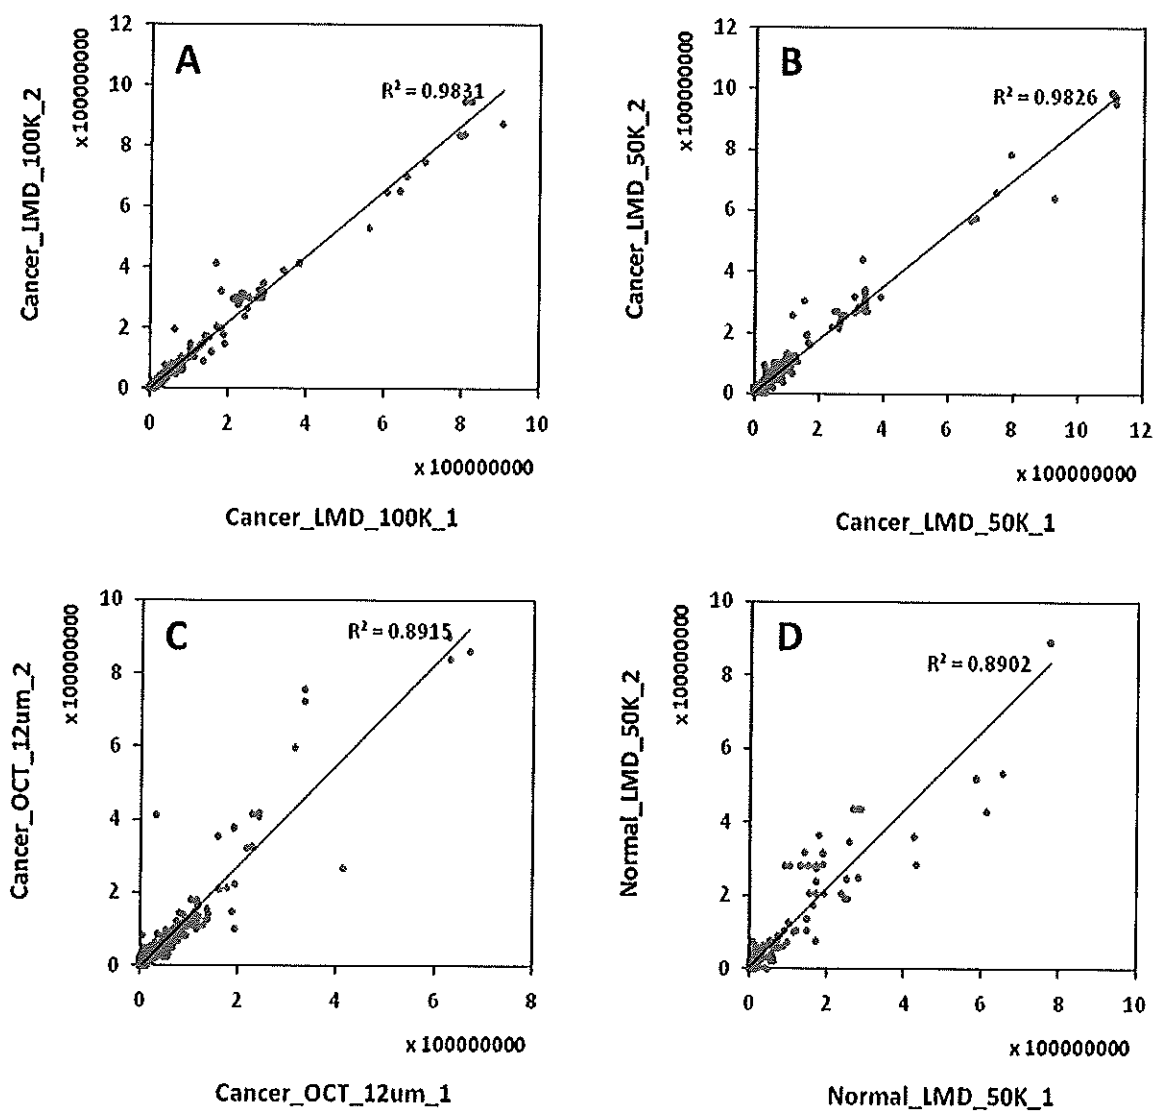 A
R² = 0.9831
Cancer_LMD_100K_2
x 100000000
12
10
8
6
4
2
0
0 2 4 6 8 10
x 100000000
Cancer_LMD_100K_1
B
R² = 0.9826
Cancer_LMD_50K_2
x 100000000
12
10
8
6
4
2
0
0 2 4 6 8 10 12
x 100000000
Cancer_LMD_50K_1
C
R² = 0.8915
Cancer_OCT_12um_2
x 100000000
10
8
6
4
2
0
0 2 4 6 8
x 100000000
Cancer_OCT_12um_1
D
R² = 0.8902
Normal_LMD_50K_2
x 100000000
10
8
6
4
2
0
0 2 4 6 8 10
x 100000000
Normal_LMD_50K_1